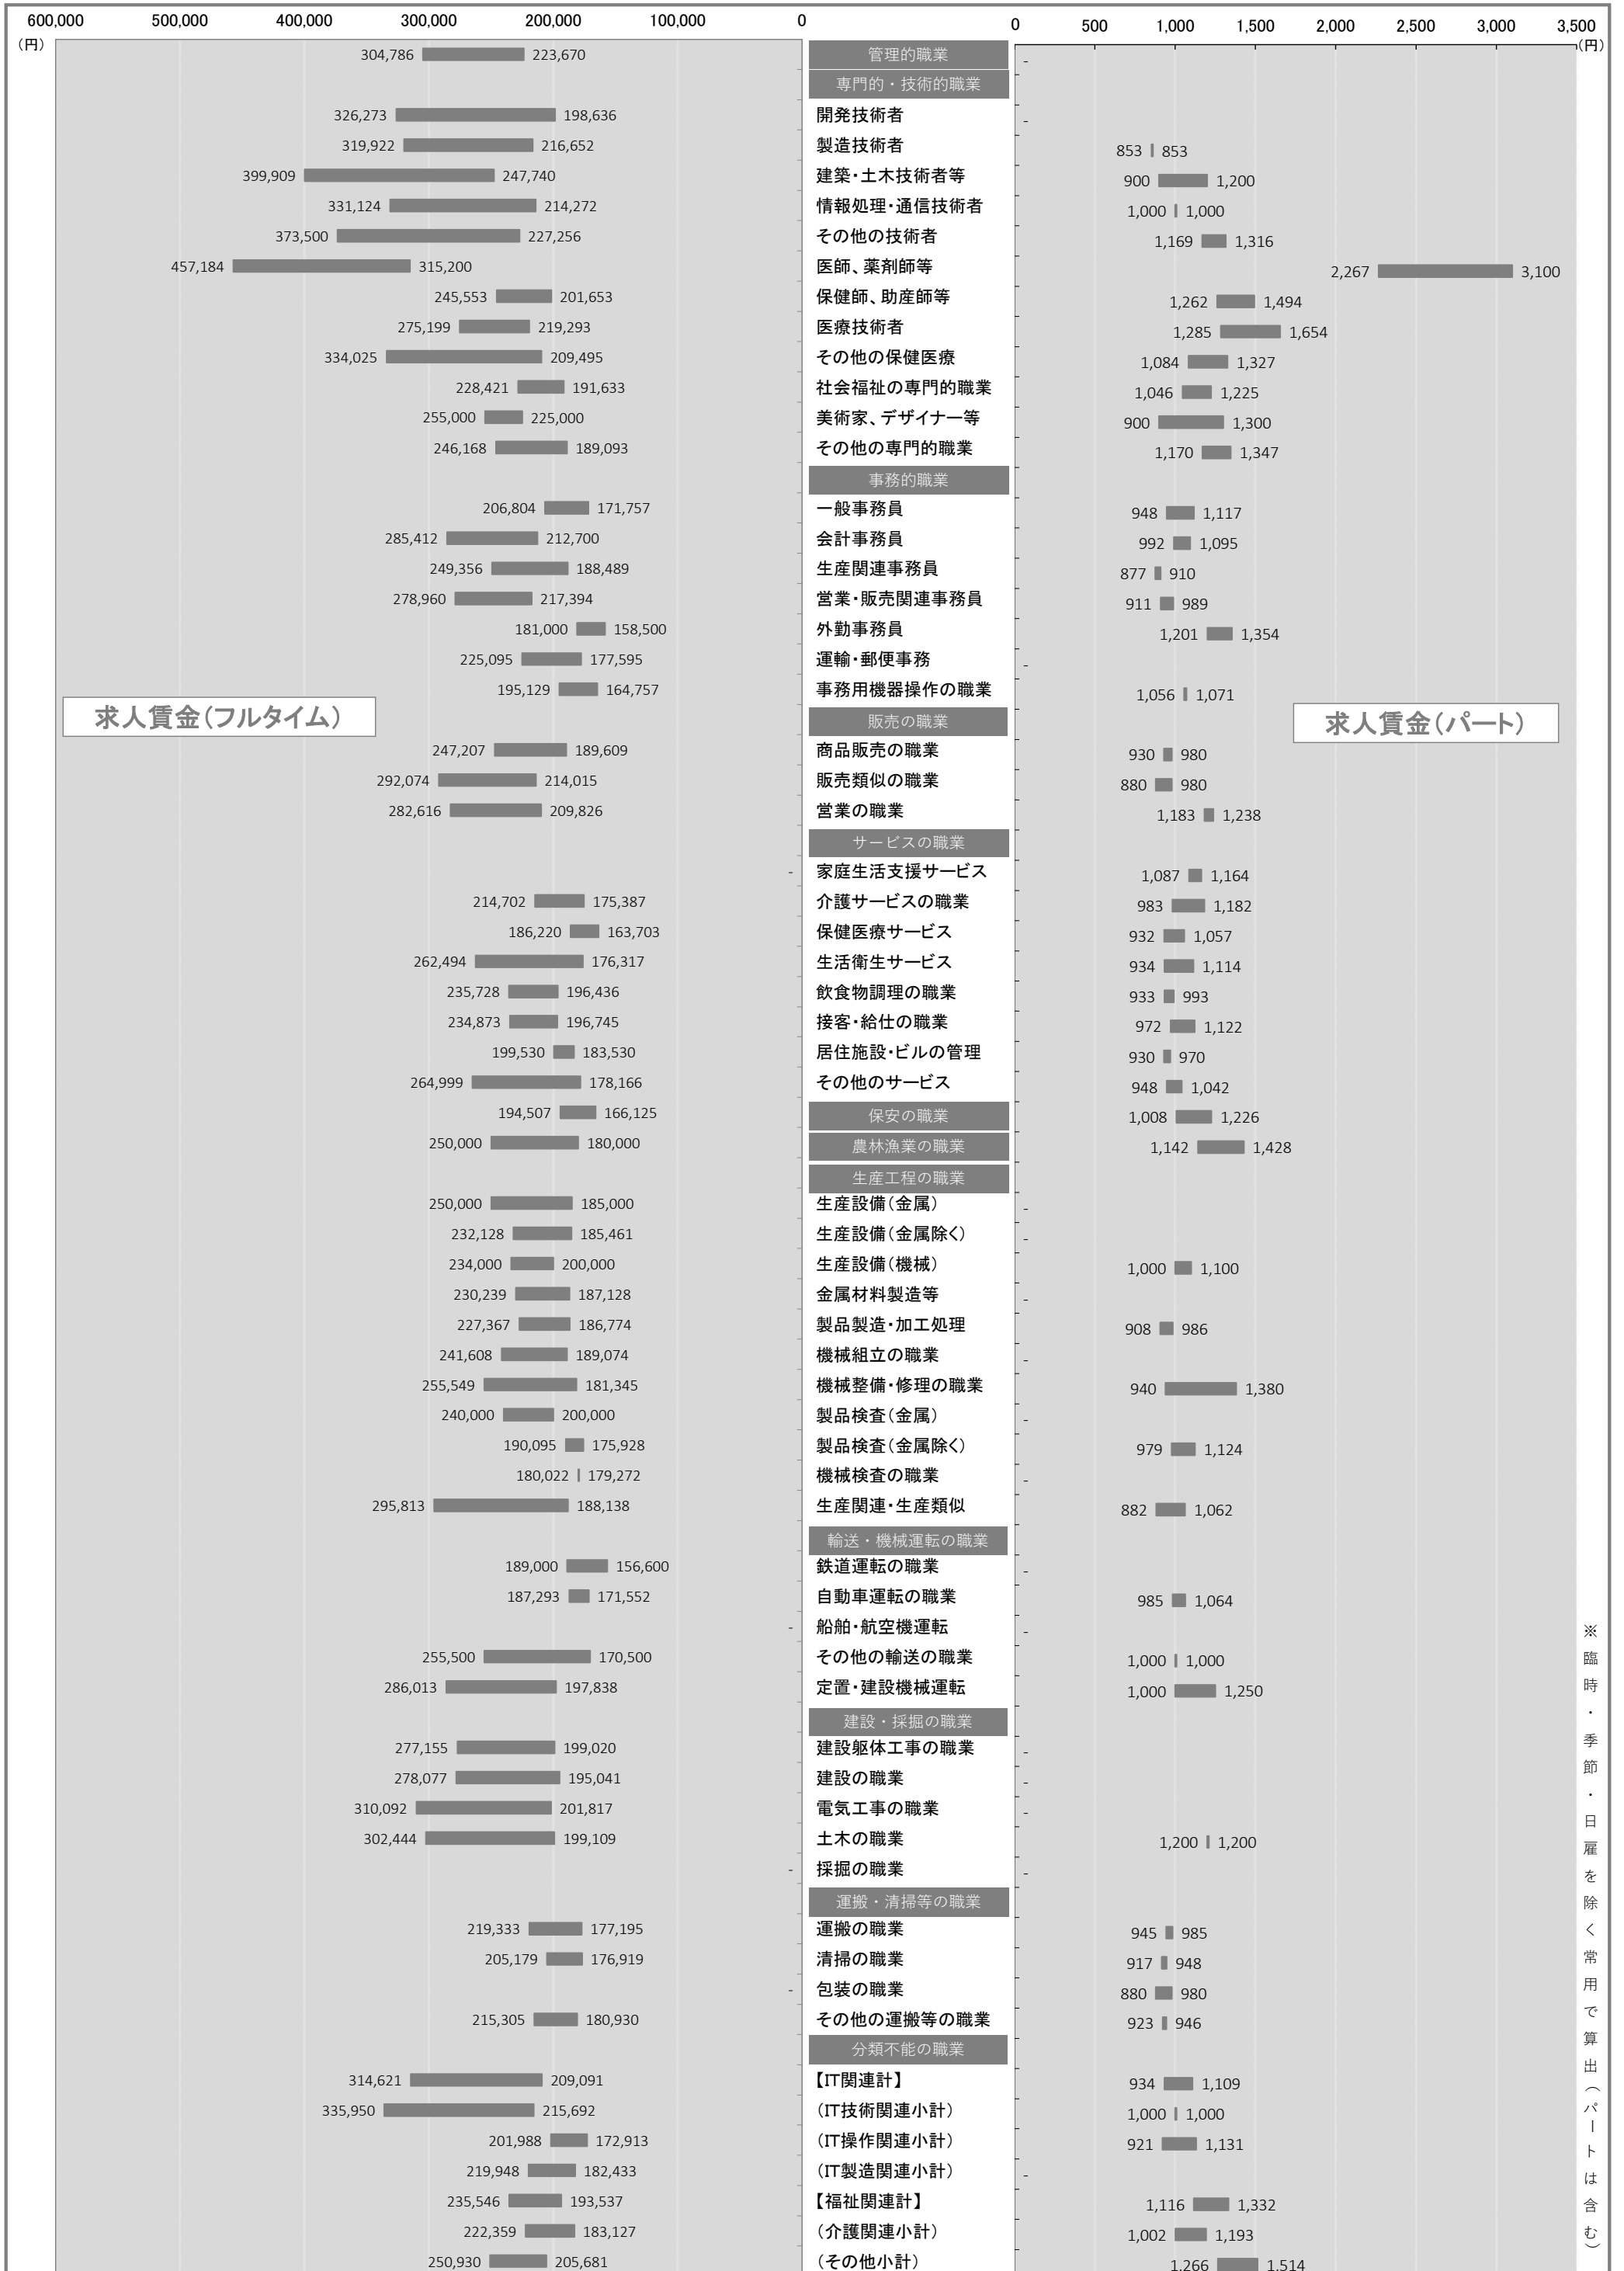 600,000 500,000 400,000 300,000 200,000 100,000 0 0 500 1,000 1,500 2,000 2,500 3,000 3,500
(円) (円)
304,786 223,670 管理的職業 -
専門的・技術的職業
326,273 198,636 開発技術者 -
319,922 216,652 製造技術者 853 853
399,909 247,740 建築・土木技術者等 900 1,200
331,124 214,272 情報処理・通信技術者 1,000 1,000
373,500 227,256 その他の技術者 1,169 1,316
457,184 315,200 医師、薬剤師等 2,267 3,100
245,553 201,653 保健師、助産師等 1,262 1,494
275,199 219,293 医療技術者 1,285 1,654
334,025 209,495 その他の保健医療 1,084 1,327
228,421 191,633 社会福祉の専門的職業 1,046 1,225
255,000 225,000 美術家、デザイナー等 900 1,300
246,168 189,093 その他の専門的職業 1,170 1,347
事務的職業
206,804 171,757 一般事務員 948 1,117
285,412 212,700 会計事務員 992 1,095
249,356 188,489 生産関連事務員 877 910
278,960 217,394 営業・販売関連事務員 911 989
181,000 158,500 外勤事務員 1,201 1,354
225,095 177,595 運輸・郵便事務 -
195,129 164,757 事務用機器操作の職業 1,056 1,071
求人賃金（フルタイム） 販売の職業 求人賃金（パート）
247,207 189,609 商品販売の職業 930 980
292,074 214,015 販売類似の職業 880 980
282,616 209,826 営業の職業 1,183 1,238
サービスの職業
- 家庭生活支援サービス 1,087 1,164
214,702 175,387 介護サービスの職業 983 1,182
186,220 163,703 保健医療サービス 932 1,057
262,494 176,317 生活衛生サービス 934 1,114
235,728 196,436 飲食物調理の職業 933 993
234,873 196,745 接客・給仕の職業 972 1,122
199,530 183,530 居住施設・ビルの管理 930 970
264,999 178,166 その他のサービス 948 1,042
194,507 166,125 保安の職業 1,008 1,226
250,000 180,000 農林漁業の職業 1,142 1,428
生産工程の職業
250,000 185,000 生産設備（金属） -
232,128 185,461 生産設備（金属除く） -
234,000 200,000 生産設備（機械） 1,000 1,100
230,239 187,128 金属材料製造等 -
227,367 186,774 製品製造・加工処理 908 986
241,608 189,074 機械組立の職業 -
255,549 181,345 機械整備・修理の職業 940 1,380
240,000 200,000 製品検査（金属） -
190,095 175,928 製品検査（金属除く） 979 1,124
180,022 179,272 機械検査の職業 -
295,813 188,138 生産関連・生産類似 882 1,062
輸送・機械運転の職業
189,000 156,600 鉄道運転の職業 -
187,293 171,552 自動車運転の職業 985 1,064
- 船舶・航空機運転 -
255,500 170,500 その他の輸送の職業 1,000 1,000
286,013 197,838 定置・建設機械運転 1,000 1,250
建設・採掘の職業
277,155 199,020 建設躯体工事の職業 -
278,077 195,041 建設の職業 -
310,092 201,817 電気工事の職業 -
302,444 199,109 土木の職業 1,200 1,200
- 採掘の職業 -
運搬・清掃等の職業
219,333 177,195 運搬の職業 945 985
205,179 176,919 清掃の職業 917 948
- 包装の職業 880 980
215,305 180,930 その他の運搬等の職業 923 946
分類不能の職業
314,621 209,091 【IT関連計】 934 1,109
335,950 215,692 （IT技術関連小計） 1,000 1,000
201,988 172,913 （IT操作関連小計） 921 1,131
219,948 182,433 （IT製造関連小計） -
235,546 193,537 【福祉関連計】 1,116 1,332
222,359 183,127 （介護関連小計） 1,002 1,193
250,930 205,681 （その他小計） 1,266 1,514
※臨時・季節・日雇を除く常用で算出（パートは含む）